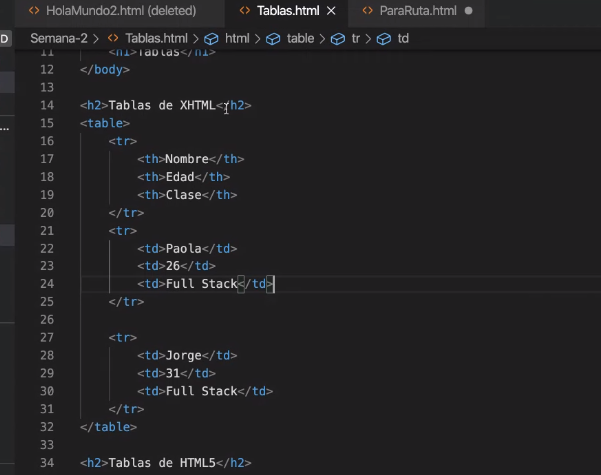 HolaMundo2.html (deleted) Tablas.html × ParaRuta.html
D Semana-2 > Tablas.html > html > table > tr > td
11 <h1>Tablas</h1>
12 </body>
13
14 <h2>Tablas de XHTML</h2>
15 <table>
16 <tr>
17 <th>Nombre</th>
18 <th>Edad</th>
19 <th>Clase</th>
20 </tr>
21 <tr>
22 <td>Paola</td>
23 <td>26</td>
24 <td>Full Stack</td>
25 </tr>
26
27 <tr>
28 <td>Jorge</td>
29 <td>31</td>
30 <td>Full Stack</td>
31 </tr>
32 </table>
33
34 <h2>Tablas de HTML5</h2>